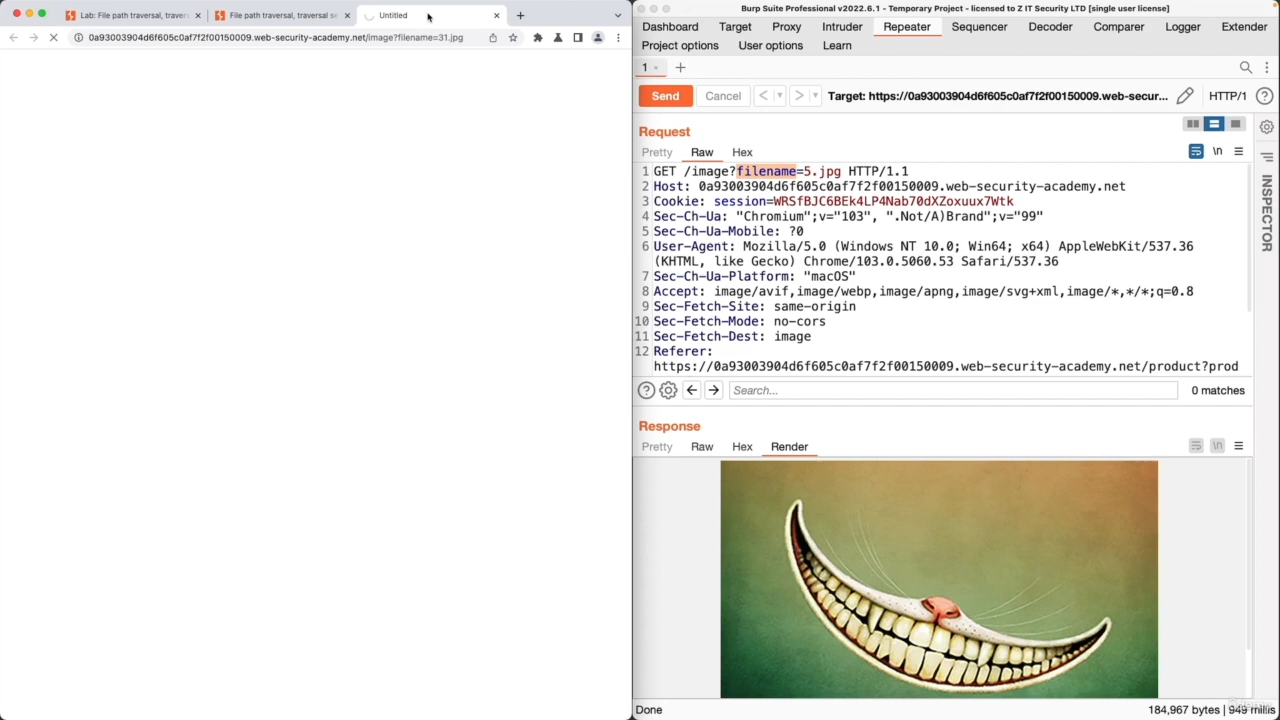 Lab: File path traversal, travers
File path traversal, traversal se
Untitled
0a93003904d6f605c0af7f2f00150009.web-security-academy.net/image?filename=31.jpg
Burp Suite Professional v2022.6.1 - Temporary Project - licensed to Z IT Security LTD [single user license]
Dashboard Target Proxy Intruder Repeater Sequencer Decoder Comparer Logger Extender
Project options User options Learn
1
Send Cancel Target: https://0a93003904d6f605c0af7f2f00150009.web-secur... HTTP/1
Request
Pretty Raw Hex \n
1 GET /image?filename=5.jpg HTTP/1.1
2 Host: 0a93003904d6f605c0af7f2f00150009.web-security-academy.net
3 Cookie: session=WRSfBJC6BEk4LP4Nab70dXZoxuux7Wtk
4 Sec-Ch-Ua: "Chromium";v="103", ".Not/A)Brand";v="99"
5 Sec-Ch-Ua-Mobile: ?0
6 User-Agent: Mozilla/5.0 (Windows NT 10.0; Win64; x64) AppleWebKit/537.36
(KHTML, like Gecko) Chrome/103.0.5060.53 Safari/537.36
7 Sec-Ch-Ua-Platform: "macOS"
8 Accept: image/avif,image/webp,image/apng,image/svg+xml,image/*,*/*;q=0.8
9 Sec-Fetch-Site: same-origin
10 Sec-Fetch-Mode: no-cors
11 Sec-Fetch-Dest: image
12 Referer:
https://0a93003904d6f605c0af7f2f00150009.web-security-academy.net/product?prod
Search... 0 matches
INSPECTOR
Response
Pretty Raw Hex Render \n
Done 184,967 bytes | 949 millis